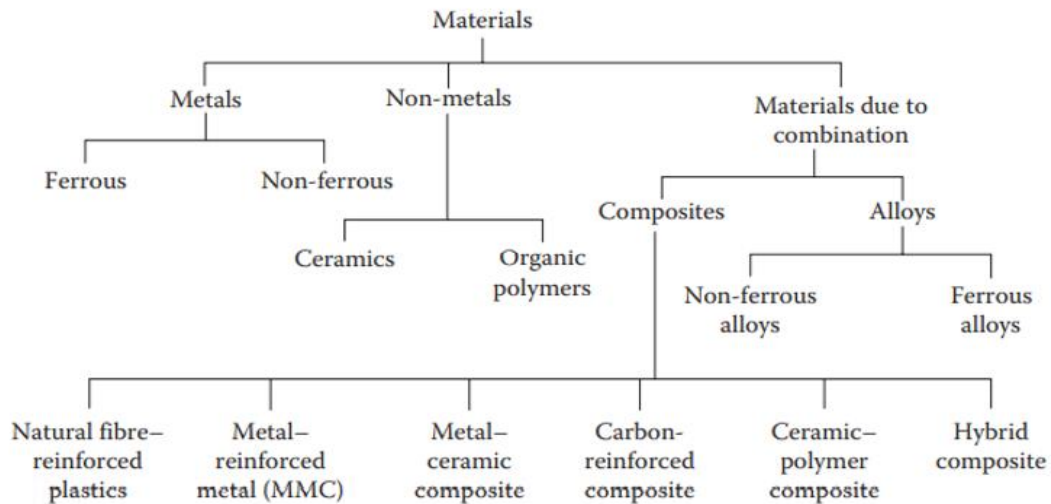 Materials
Metals
Non-metals
Materials due to
combination
Ferrous
Non-ferrous
Composites
Alloys
Ceramics
Organic
polymers
Non-ferrous
alloys
Ferrous
alloys
Natural fibre–
reinforced
plastics
Metal–
reinforced
metal (MMC)
Metal–
ceramic
composite
Carbon-
reinforced
composite
Ceramic–
polymer
composite
Hybrid
composite